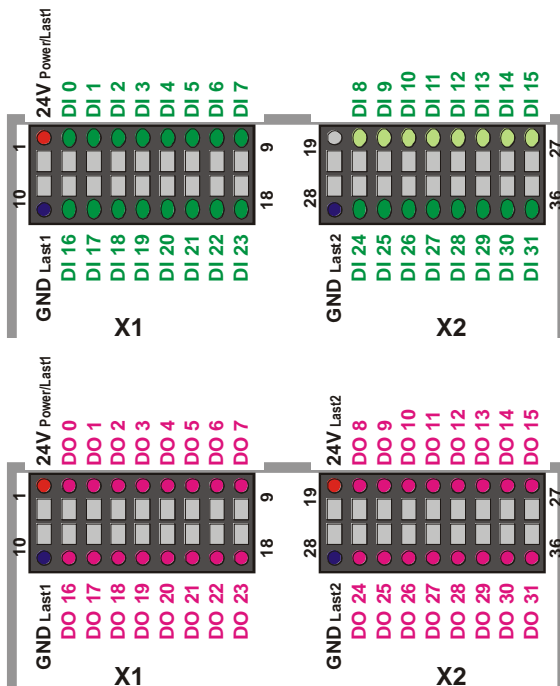 24V Power/Last1
DI 0
DI 1
DI 2
DI 3
DI 4
DI 5
DI 6
DI 7
1
9
10
18
GND Last1
DI 16
DI 17
DI 18
DI 19
DI 20
DI 21
DI 22
DI 23
X1
DI 8
DI 9
DI 10
DI 11
DI 12
DI 13
DI 14
DI 15
19
27
28
36
GND Last2
DI 24
DI 25
DI 26
DI 27
DI 28
DI 29
DI 30
DI 31
X2
24V Power/Last1
DO 0
DO 1
DO 2
DO 3
DO 4
DO 5
DO 6
DO 7
1
9
10
18
GND Last1
DO 16
DO 17
DO 18
DO 19
DO 20
DO 21
DO 22
DO 23
X1
24V Last2
DO 8
DO 9
DO 10
DO 11
DO 12
DO 13
DO 14
DO 15
19
27
28
36
GND Last2
DO 24
DO 25
DO 26
DO 27
DO 28
DO 29
DO 30
DO 31
X2